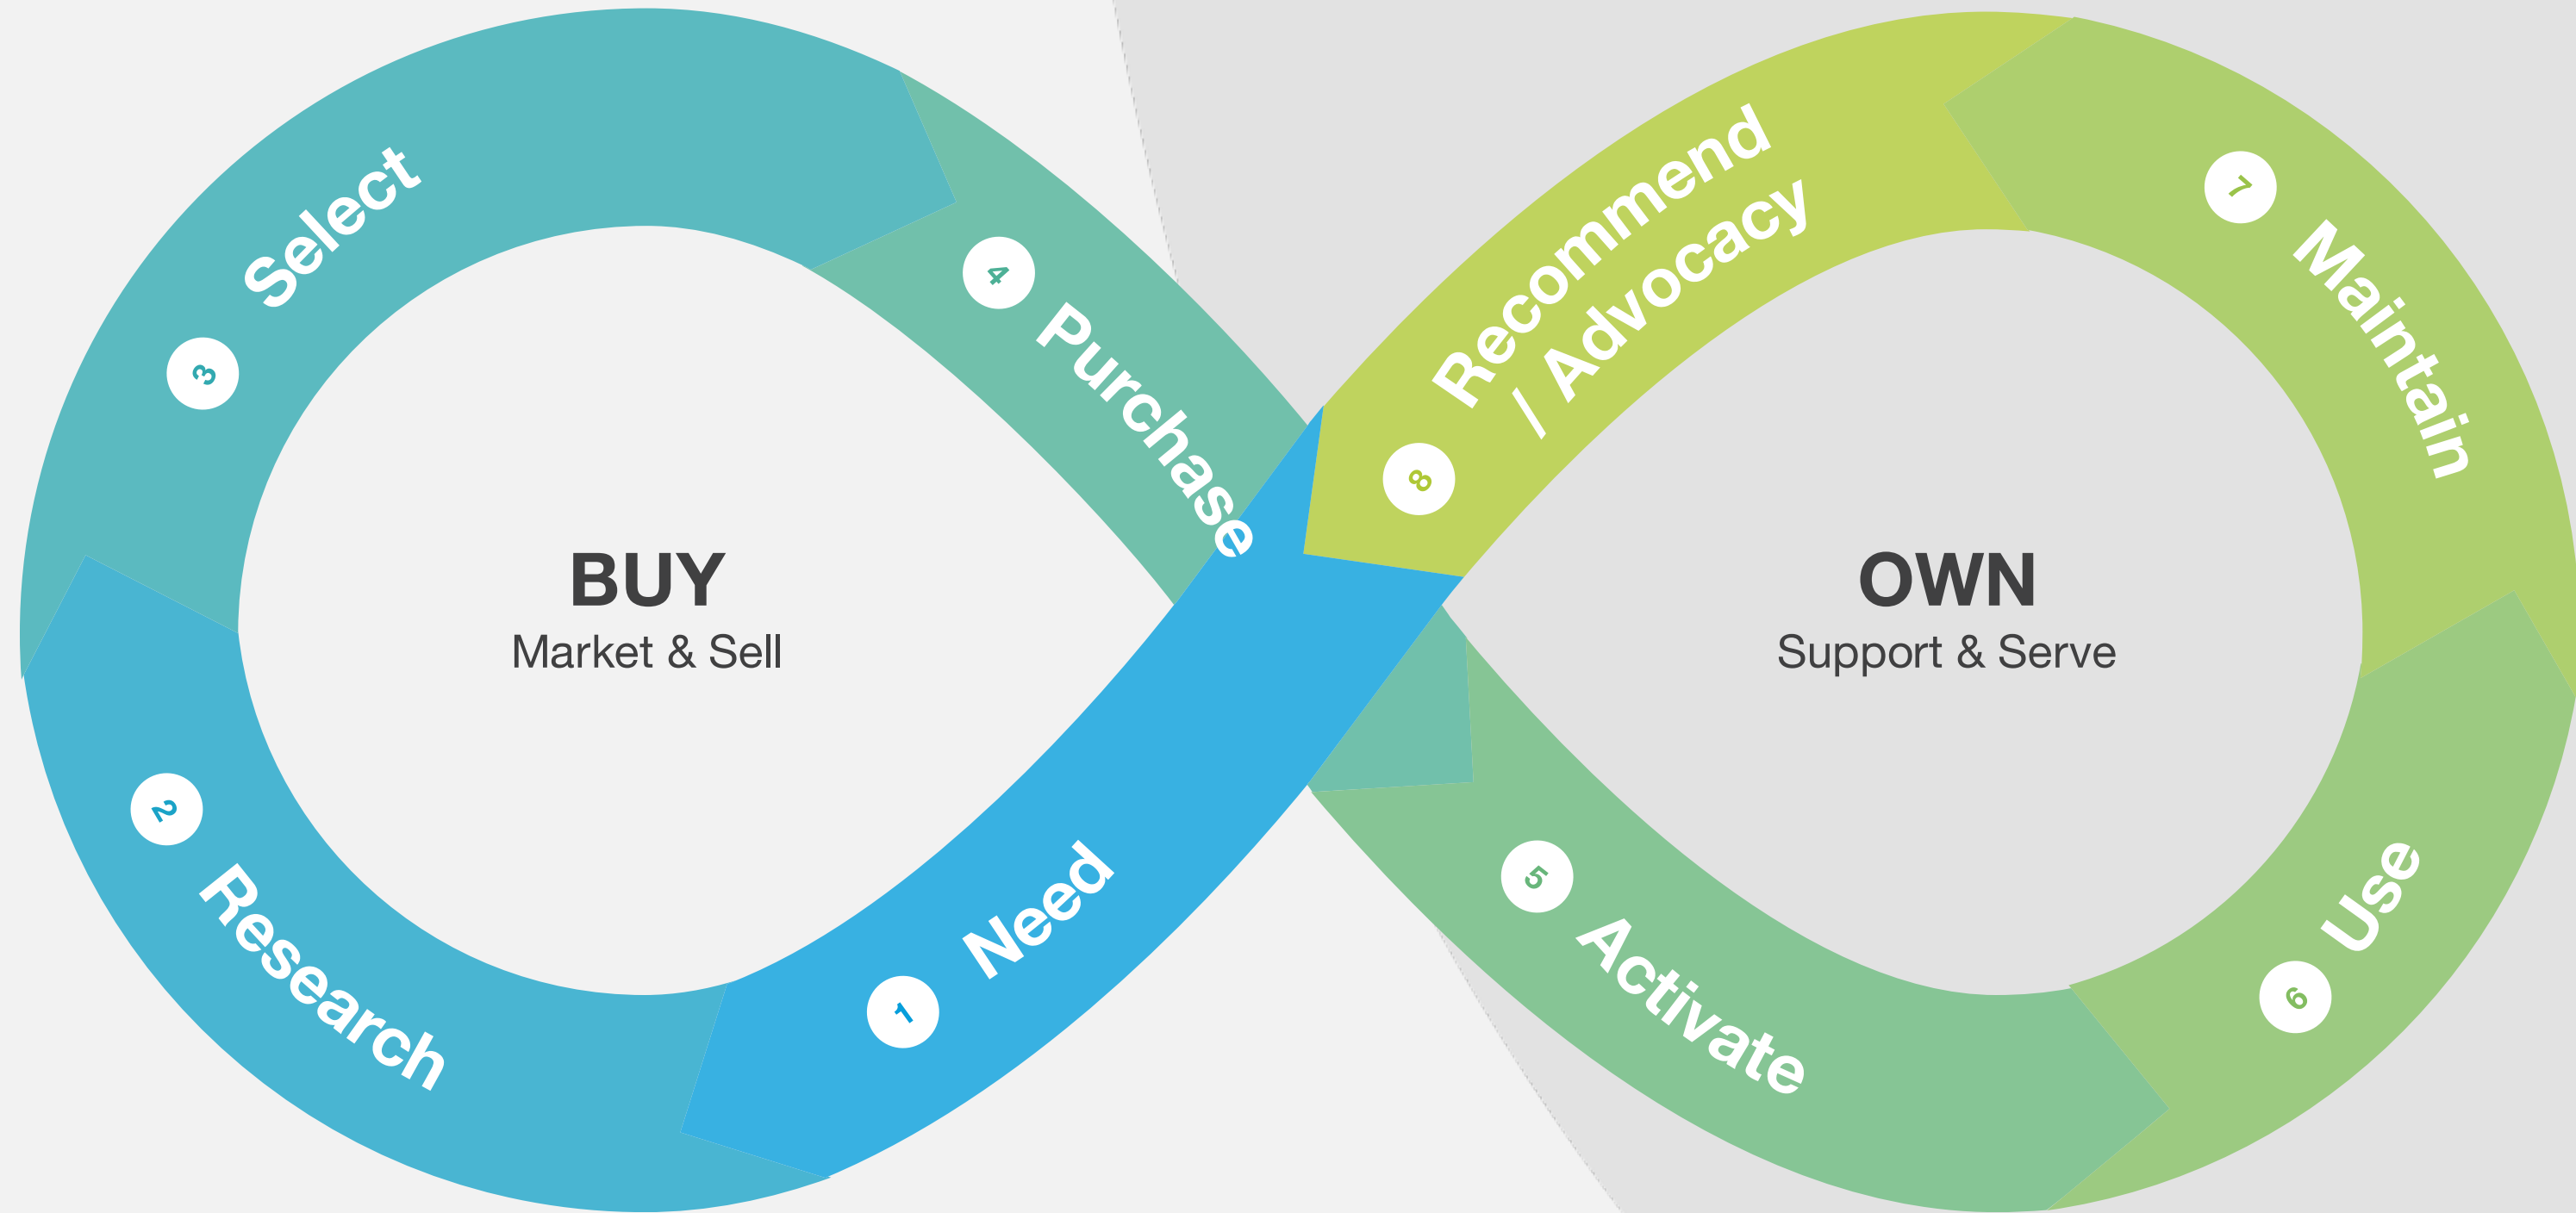 BUY
Market & Sell
1 Need
2 Research
3 Select
4 Purchase
OWN
Support & Serve
5 Activate
6 Use
7 Maintain
8 Recommend
/ Advocacy